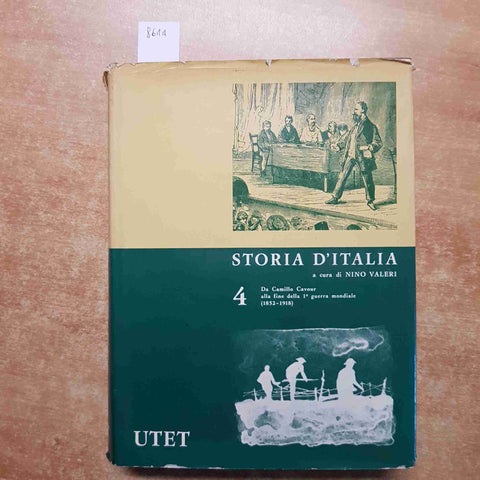 8611
STORIA D'ITALIA
a cura di NINO VALERI
4
Da Camillo Cavour
alla fine della 1ª guerra mondiale
(1852-1918)
UTET